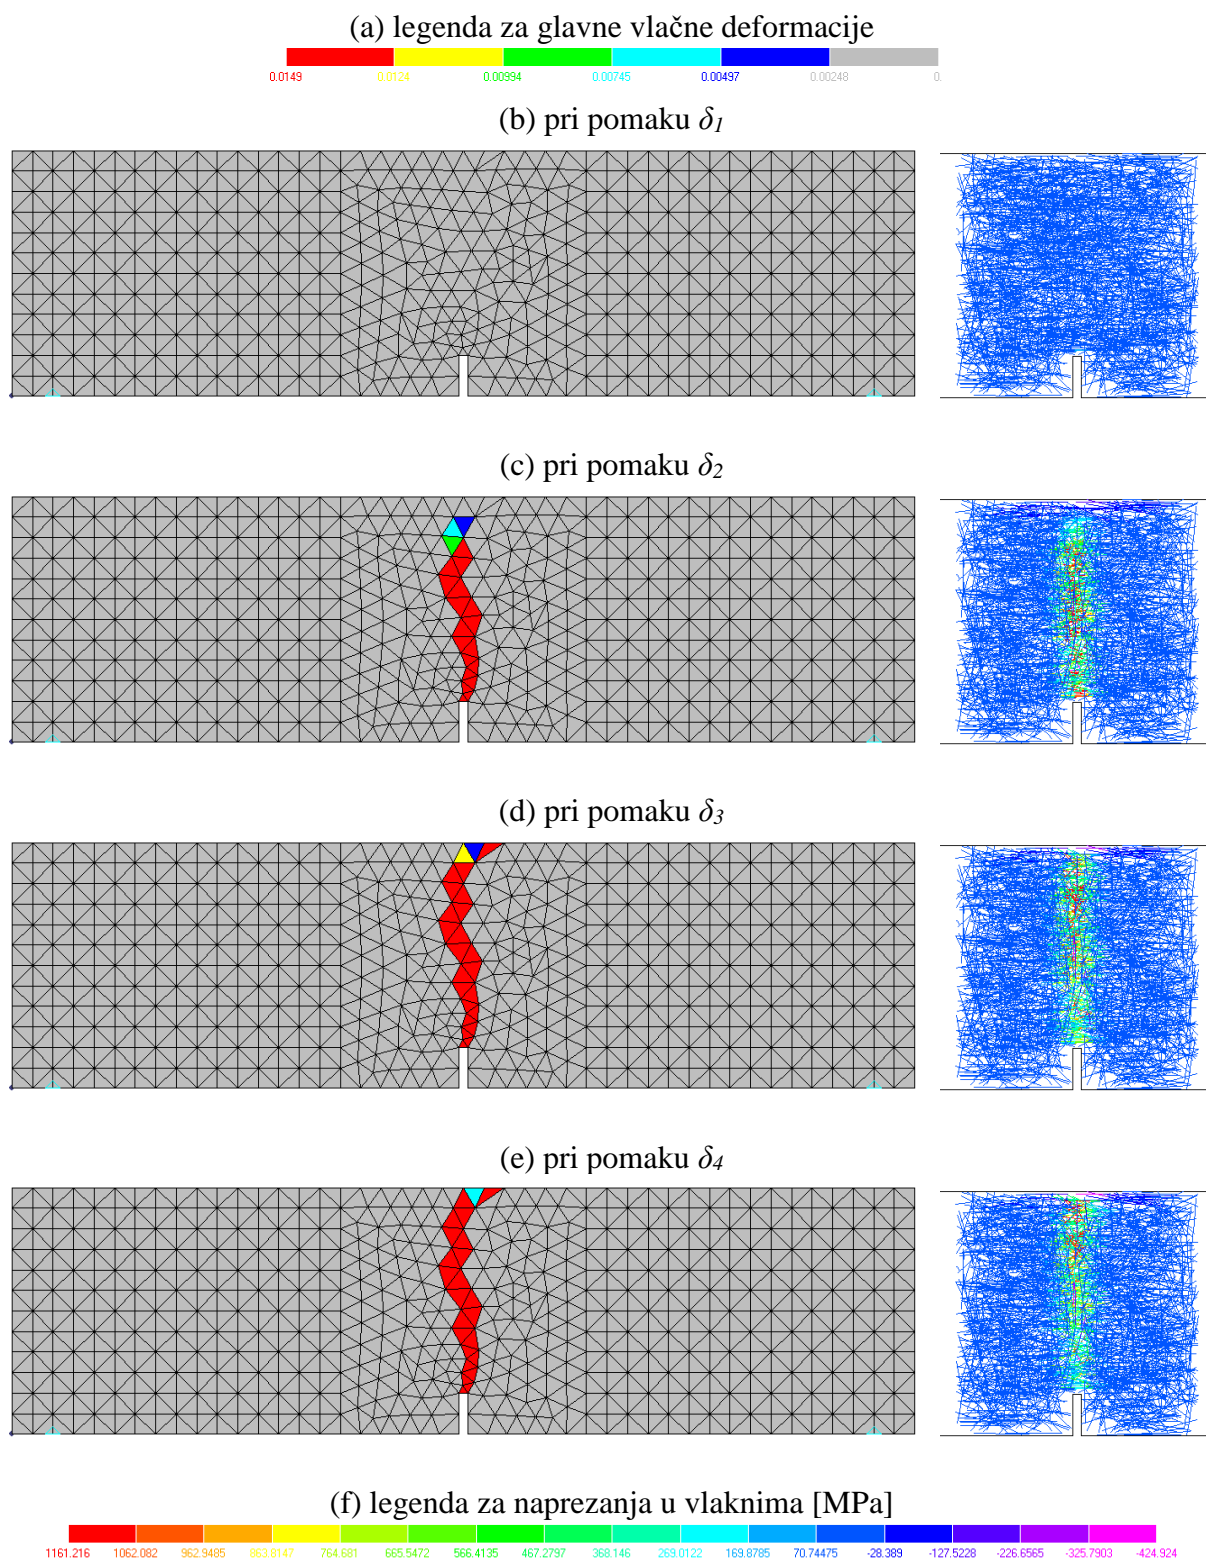 (a) legenda za glavne vlačne deformacije
0.0149 0.0124 0.00994 0.00745 0.00497 0.00248 0.
(b) pri pomaku δ1
(c) pri pomaku δ2
(d) pri pomaku δ3
(e) pri pomaku δ4
(f) legenda za naprezanja u vlaknima [MPa]
1161.216 1062.082 962.9485 863.8147 764.681 665.5472 566.4135 467.2797 368.146 269.0122 169.8785 70.74475 -28.389 -127.5228 -226.6565 -325.7903 -424.924